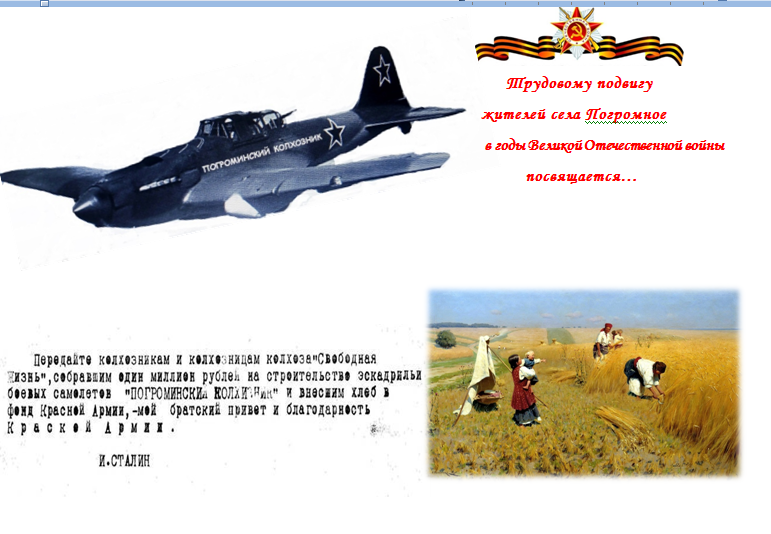 Трудовому подвигу
жителей села Погромное
в годы Великой Отечественной войны
посвящается...
ПОГРОМИНСКИЙ КОЛХОЗНИК
Передайте колхозникам и колхозницам колхоза"Свободная
жизнь",собравшим один миллион рублей на строительство эскадрильи
боевых самолетов "ПОГРОМИНСКИЙ КОЛХОЗНИК" и внесшим хлеб в
фонд Красной Армии,-мой братский привет и благодарность
Красной Армии.
И.СТАЛИН